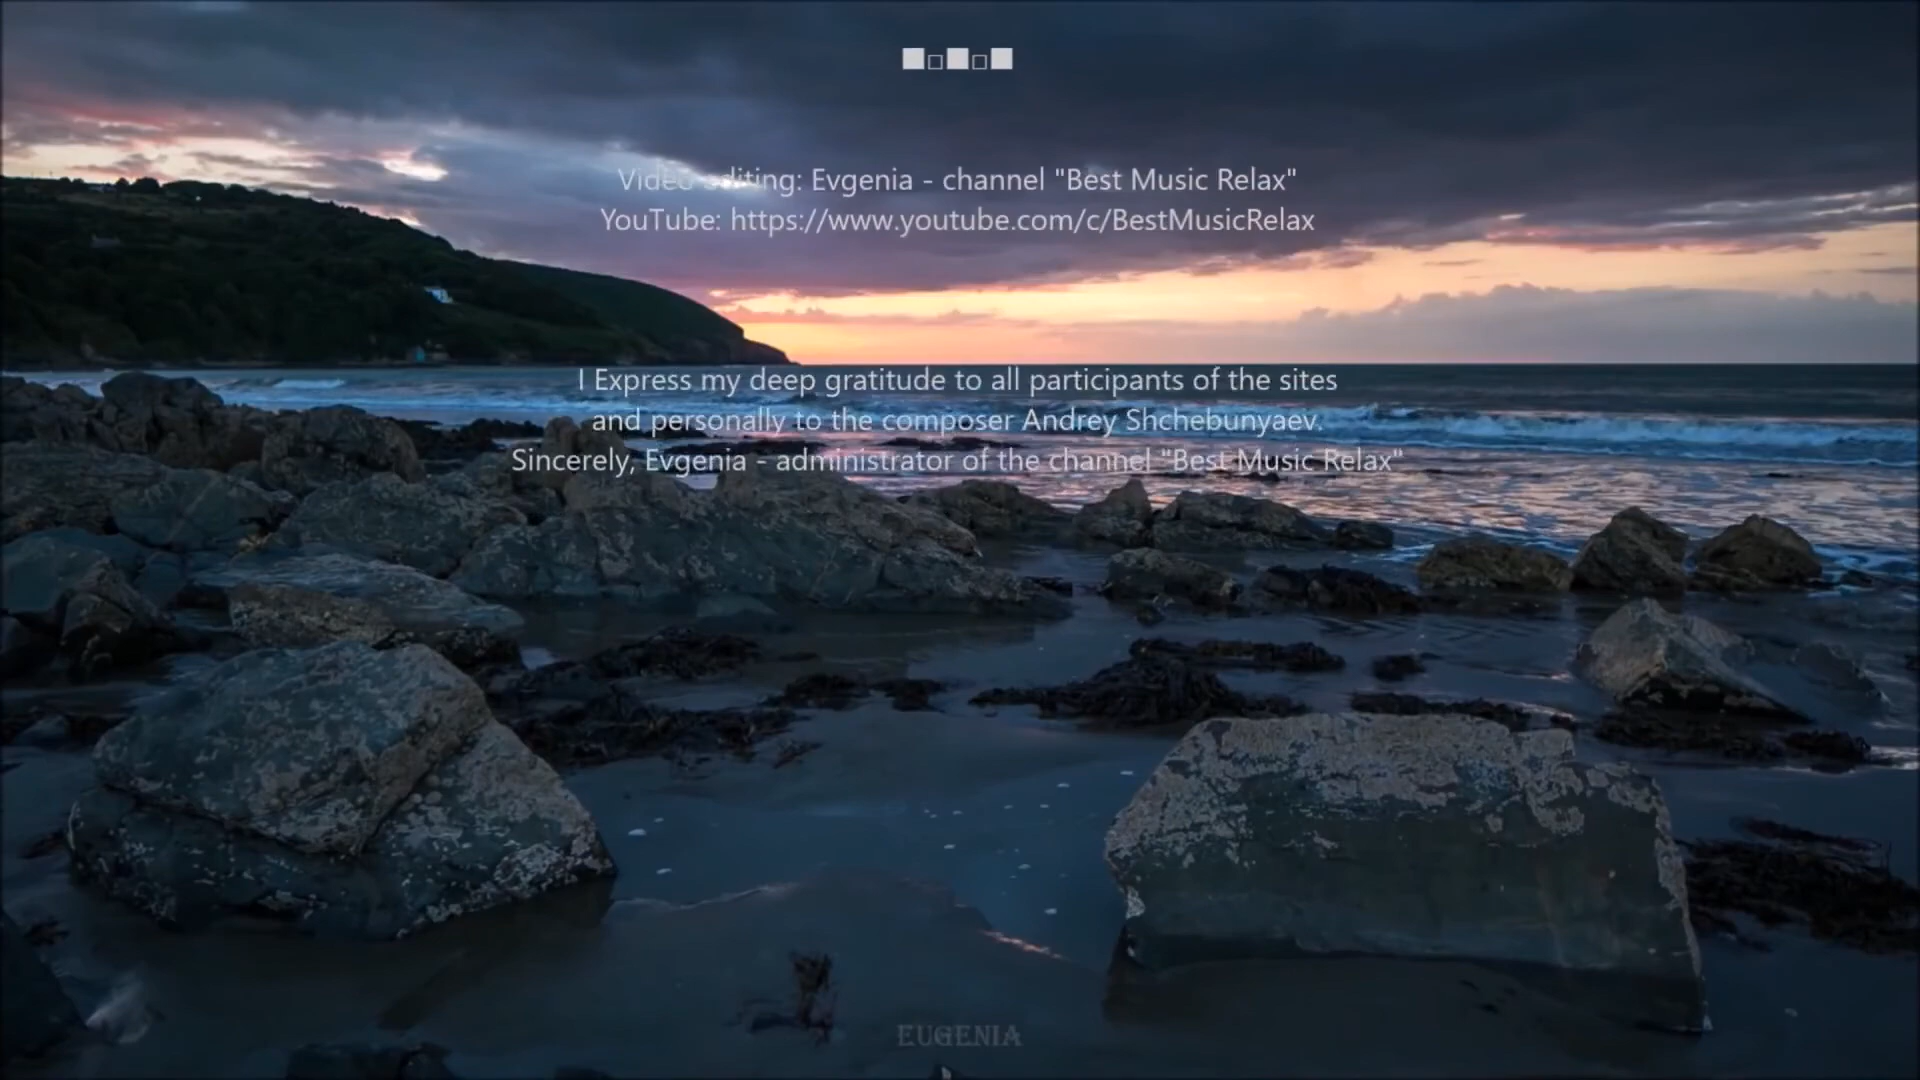 ■□■□■
Video editing: Evgenia - channel "Best Music Relax"
YouTube: https://www.youtube.com/c/BestMusicRelax
I Express my deep gratitude to all participants of the sites
and personally to the composer Andrey Shchebunyaev.
Sincerely, Evgenia - administrator of the channel "Best Music Relax"
EUGENIA